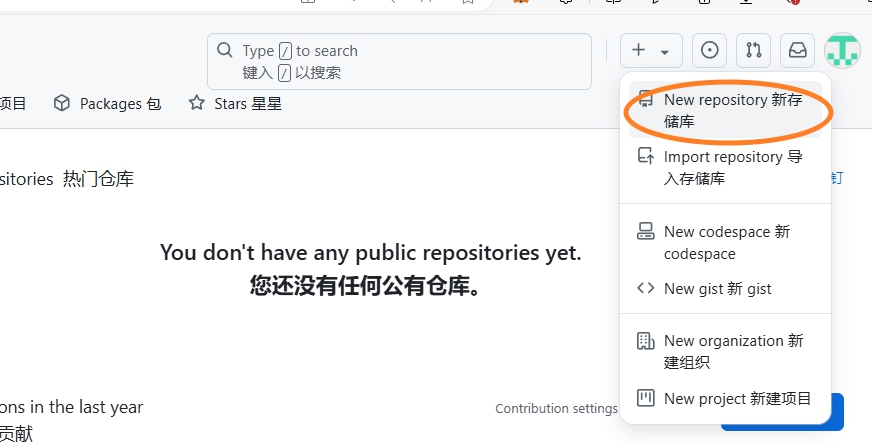 Type / to search
键入 / 以搜索
项目
Packages 包
Stars 星星
New repository 新存
储库
Import repository 导
入存储库
sitories 热门仓库
钉
New codespace 新
codespace
You don't have any public repositories yet.
您还没有任何公有仓库。
New gist 新 gist
New organization 新
建组织
New project 新建项目
ons in the last year
贡献
Contribution settings